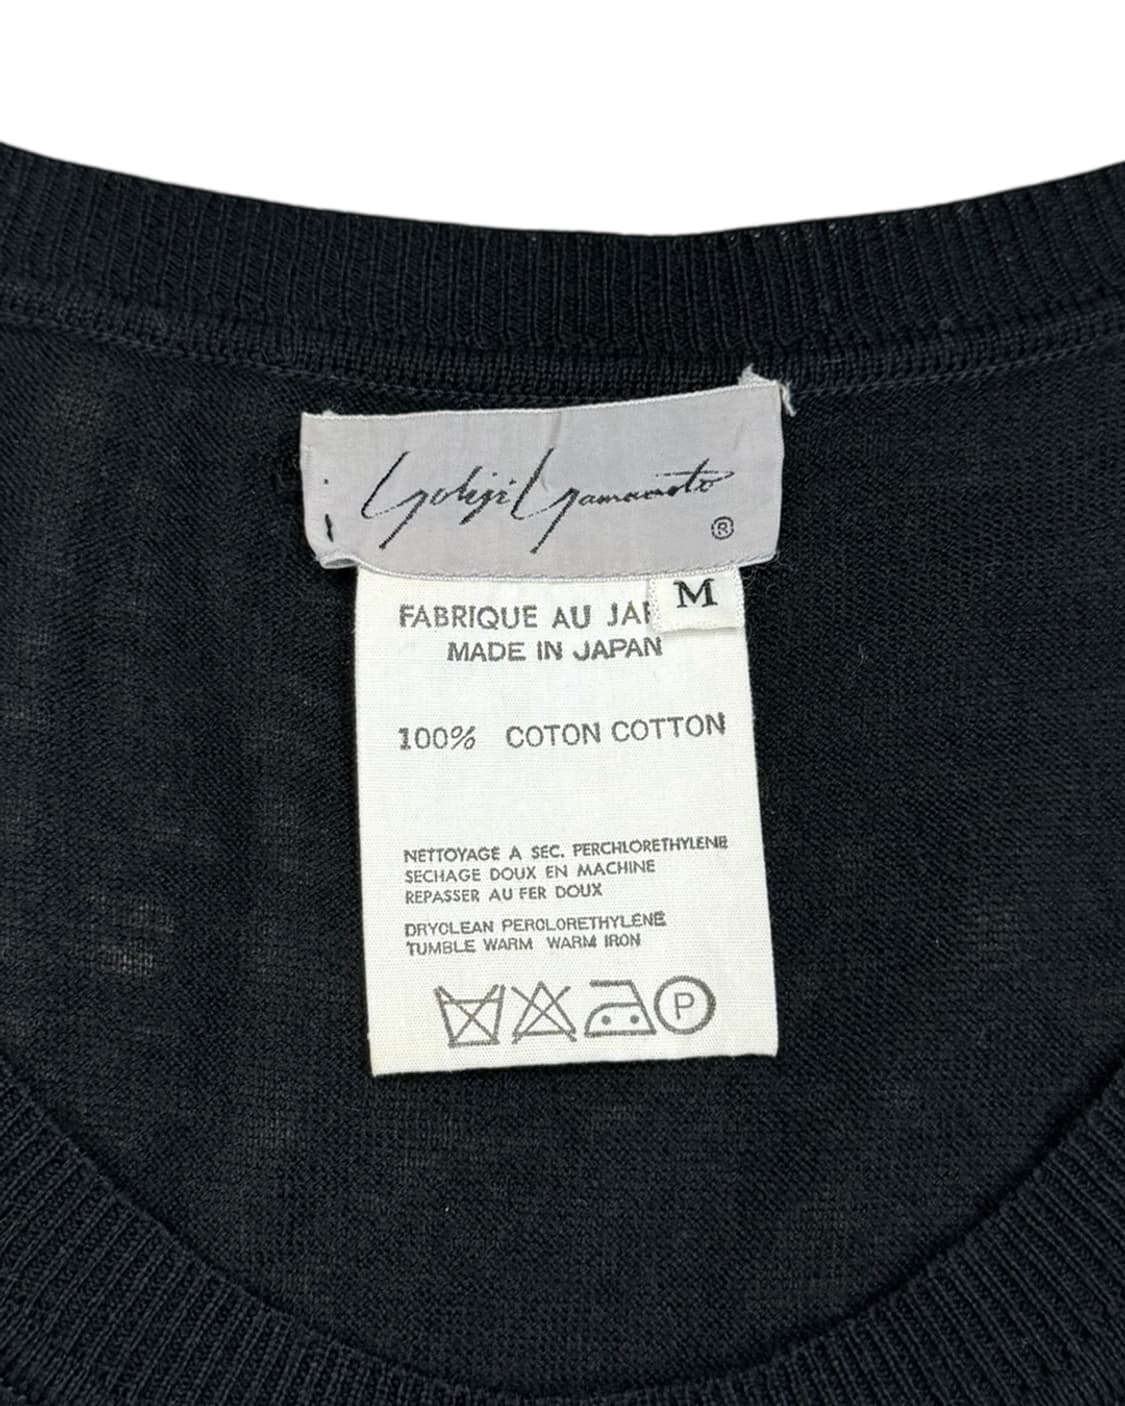 Yohji Yamamoto
®
M
FABRIQUE AU JAP
MADE IN JAPAN
100% COTON COTTON
NETTOYAGE A SEC. PERCHLORETHYLENE
SECHAGE DOUX EN MACHINE
REPASSER AU FER DOUX
DRYCLEAN PERCLORETHYLENE
TUMBLE WARM WARM IRON
P